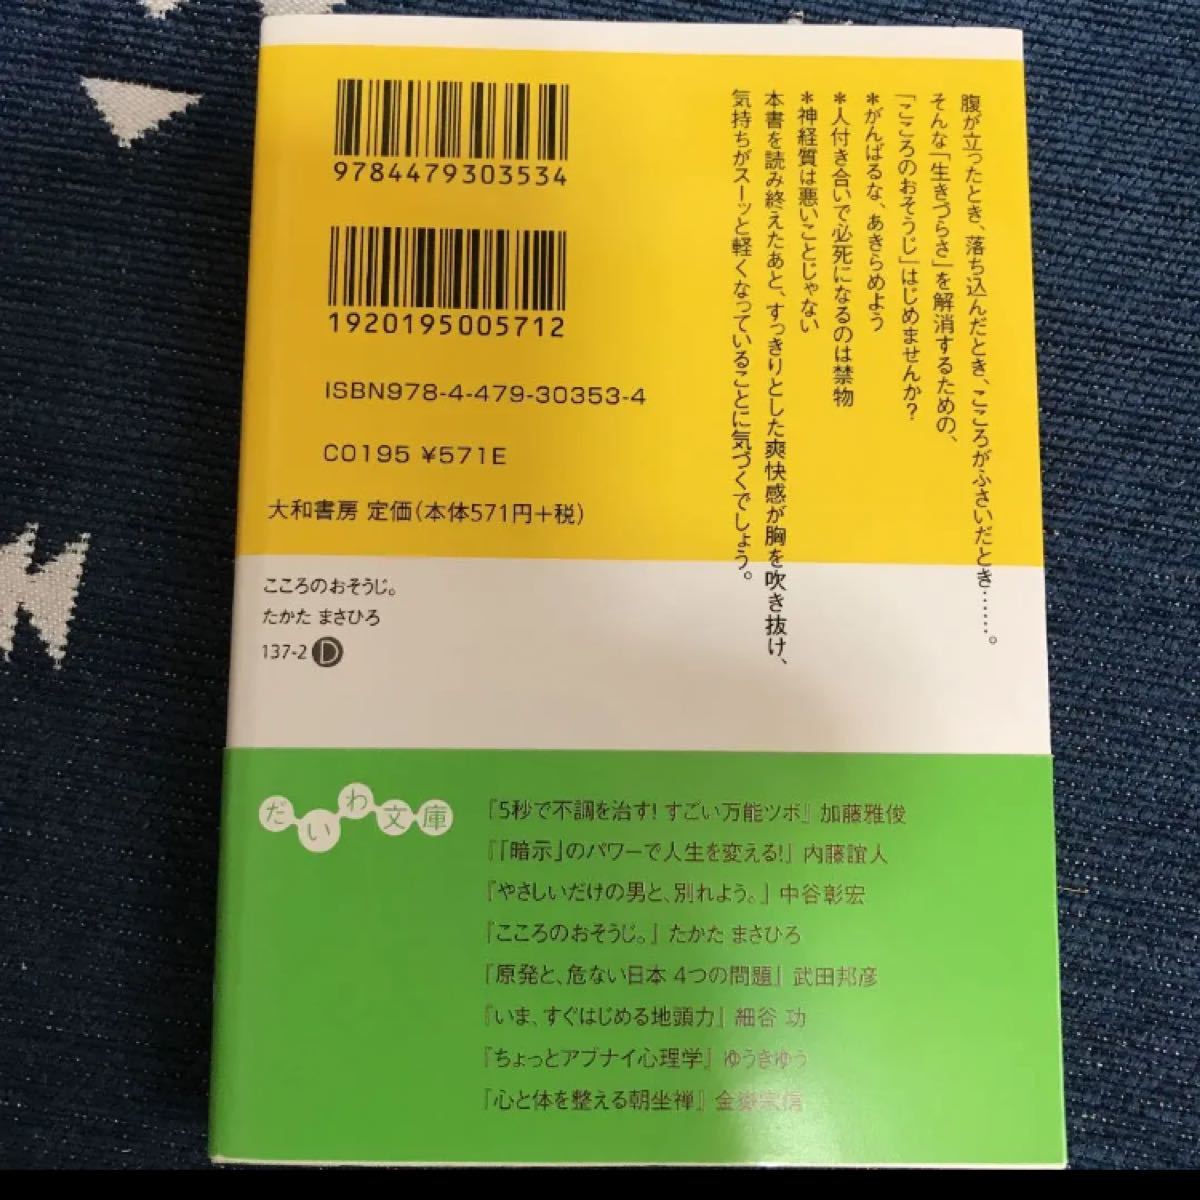 腹が立ったとき、落ち込んだとき、こころがふさいだとき……。
そんな「生きづらさ」を解消するための、
「こころのおそうじ」はじめませんか?
*がんばるな、あきらめよう
*人付き合いで必死になるのは禁物
*神経質は悪いことじゃない
本書を読み終えたあと、すっきりとした爽快感が胸を吹き抜け、
気持ちがスーッと軽くなっていることに気づくでしょう。
9784479303534
1920195005712
ISBN978-4-479-30353-4
C0195 ¥571E
大和書房 定価(本体571円+税)
こころのおそうじ。
たかた まさひろ
137-2 D
だいわ文庫
『5秒で不調を治す! すごい万能ツボ』 加藤雅俊
『「暗示」のパワーで人生を変える!』 内藤誼人
『やさしいだけの男と、別れよう。』 中谷彰宏
『こころのおそうじ。』 たかた まさひろ
『原発と、危ない日本 4つの問題』 武田邦彦
『いま、すぐはじめる地頭力』 細谷 功
『ちょっとアブナイ心理学』 ゆうきゆう
『心と体を整える朝坐禅』 金嶽宗信